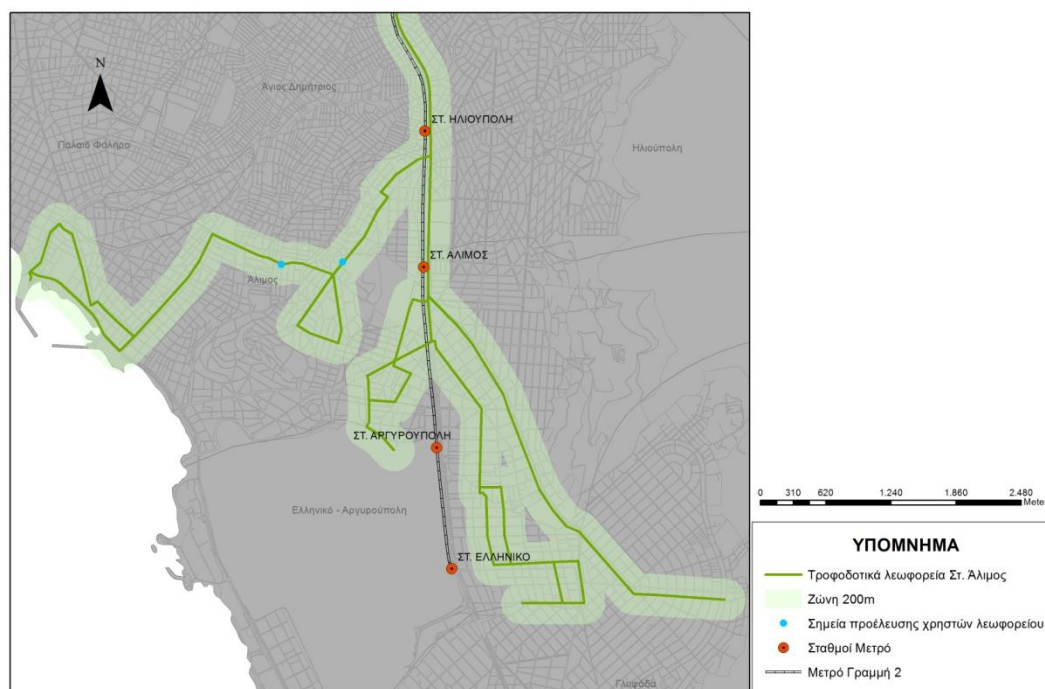 N
Άγιος Δημήτριος
ΣΤ. ΗΛΙΟΥΠΟΛΗ
Παλαιό Φάληρο
Ηλιούπολη
ΣΤ. ΑΛΙΜΟΣ
Άλιμος
ΣΤ. ΑΡΓΥΡΟΥΠΟΛΗ
Ελληνικό - Αργυρούπολη
ΣΤ. ΕΛΛΗΝΙΚΟ
Γλυφάδα
0 310 620 1.240 1.860 2.480
Mete
ΥΠΟΜΝΗΜΑ
Τροφοδοτικά λεωφορεία Στ. Άλιμος
Ζώνη 200m
Σημεία προέλευσης χρηστών λεωφορείου
Σταθμοί Μετρό
Μετρό Γραμμή 2